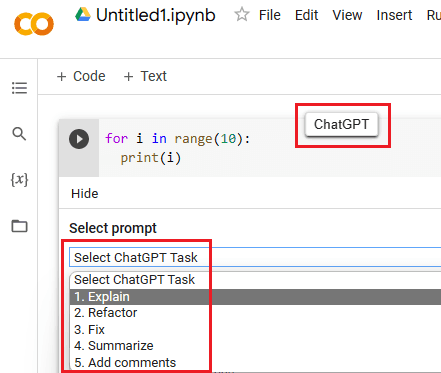 Untitled1.ipynb
File Edit View Insert Ru
+ Code + Text
ChatGPT
for i in range(10):
print(i)
{x}
Hide
Select prompt
Select ChatGPT Task
Select ChatGPT Task
1. Explain
2. Refactor
3. Fix
4. Summarize
5. Add comments